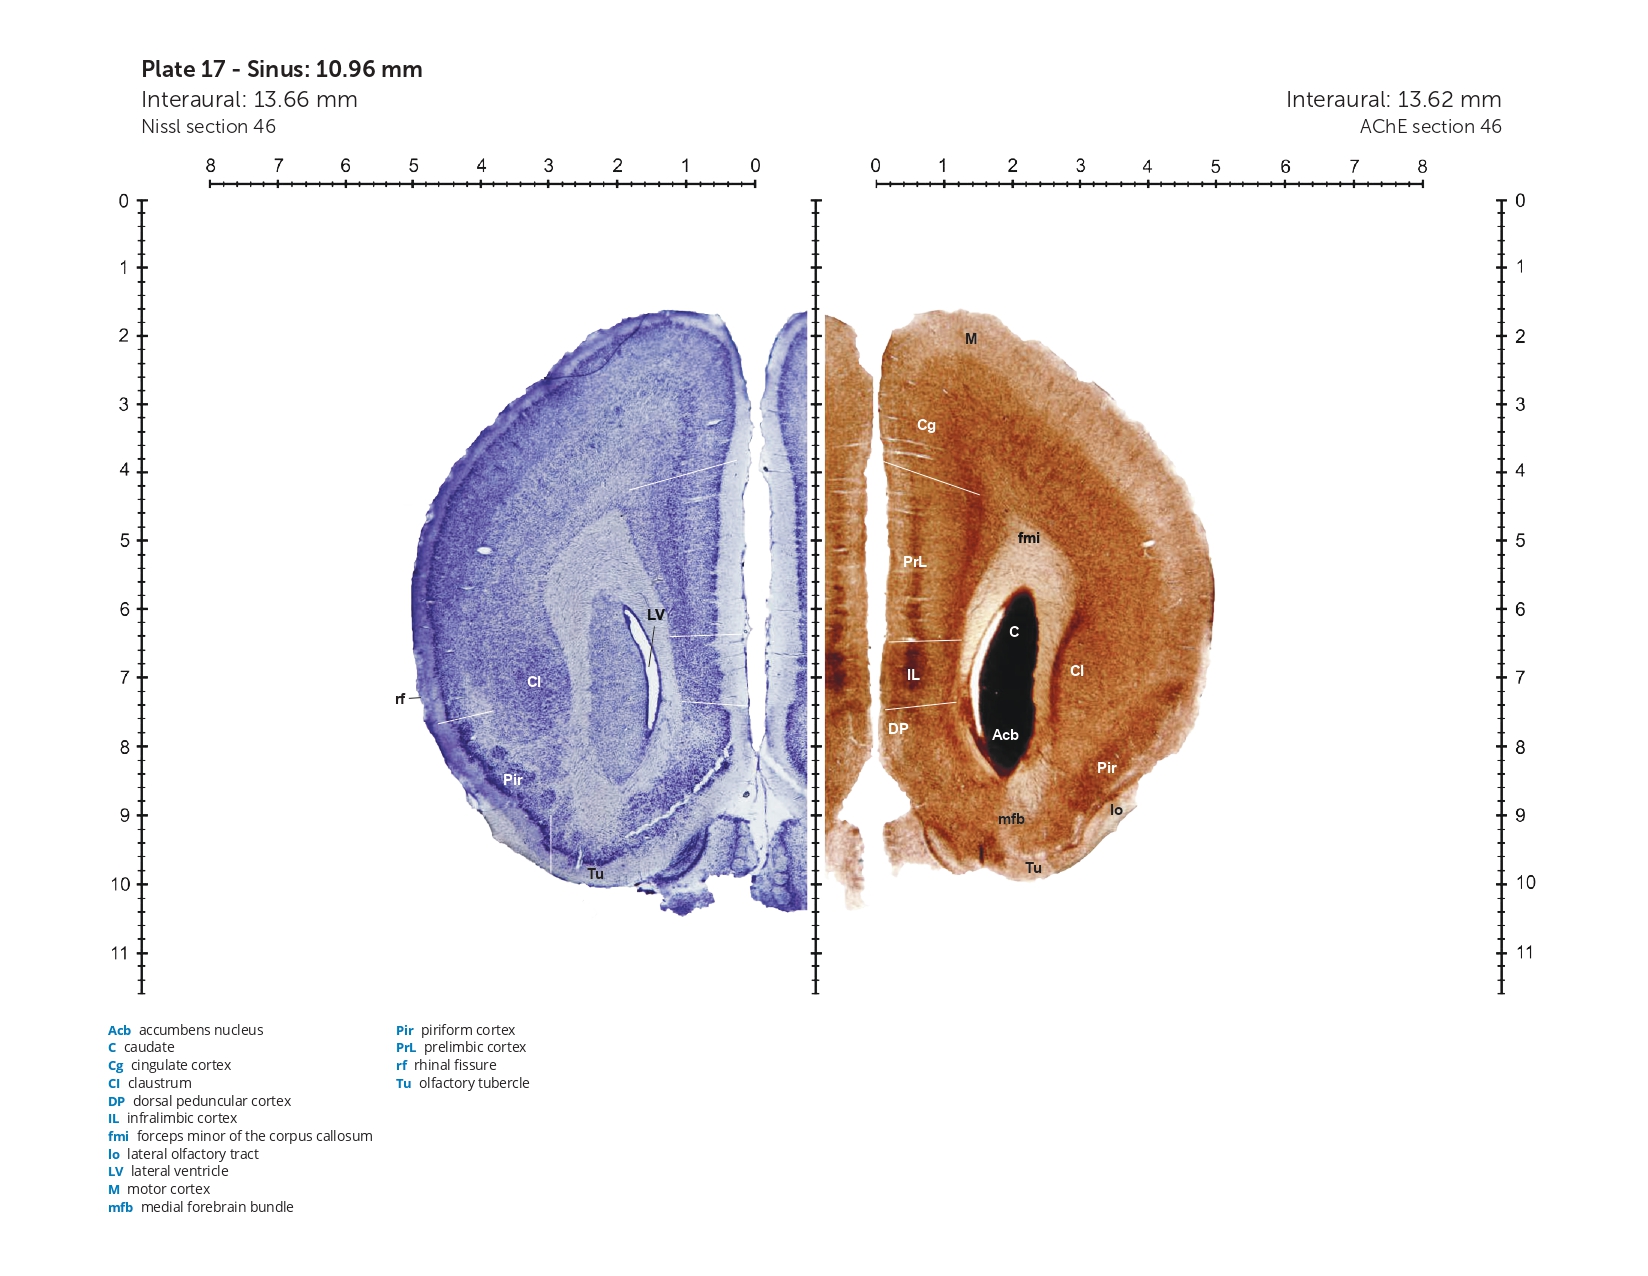 Plate 17 - Sinus: 10.96 mm
Interaural: 13.66 mm
Nissl section 46
Interaural: 13.62 mm
AChE section 46
8 7 6 5 4 3 2 1 0
0 1 2 3 4 5 6 7 8
0 0
1 1
2 2
M
3 3
Cg
4 4
5 5
fmi
PrL
6 6
LV
C
7 7
Cl
IL
Cl
rf
DP
Acb
8 8
Pir
Pir
lo
9 9
mfb
Tu
Tu
10 10
11 11
Acb accumbens nucleus
C caudate
Cg cingulate cortex
Cl claustrum
DP dorsal peduncular cortex
IL infralimbic cortex
fmi forceps minor of the corpus callosum
lo lateral olfactory tract
LV lateral ventricle
M motor cortex
mfb medial forebrain bundle
Pir piriform cortex
PrL prelimbic cortex
rf rhinal fissure
Tu olfactory tubercle